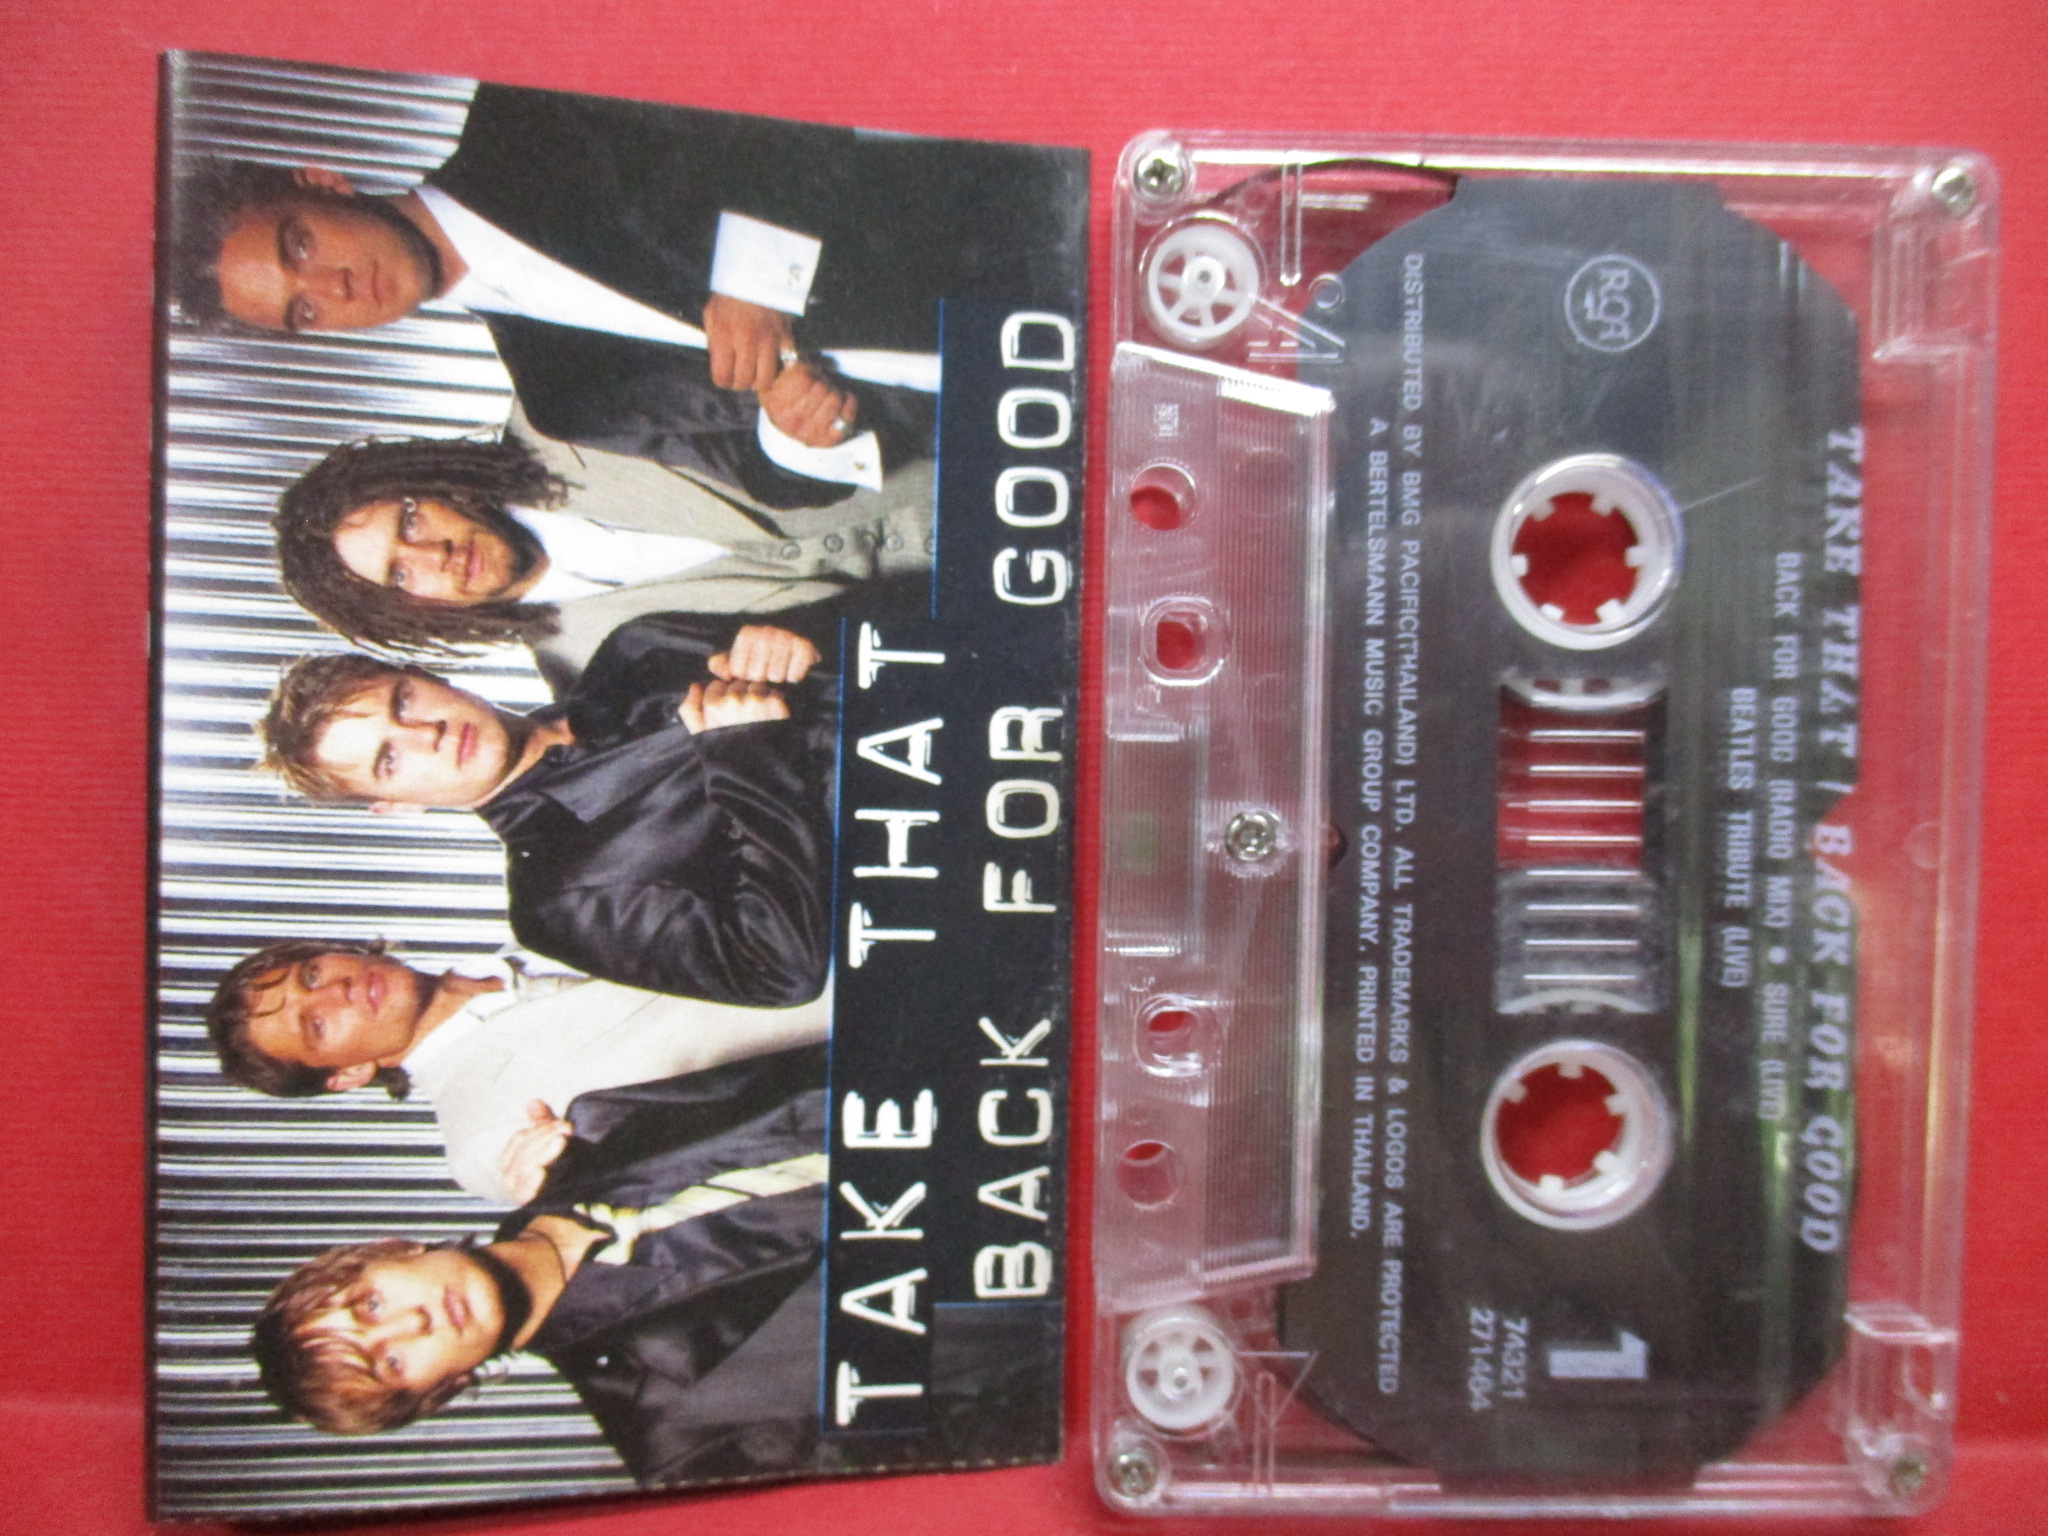 TAKE THAT
BACK FOR GOOD
TAKE THAT / BACK FOR GOOD
BACK FOR GOOD (RADIO MIX) • SURE (LIVE)
BEATLES TRIBUTE (LIVE)
RCA
1
74321
271464
DISTRIBUTED BY BMG PACIFIC(THAILAND) LTD. ALL TRADEMARKS & LOGOS ARE PROTECTED
A BERTELSMANN MUSIC GROUP COMPANY, PRINTED IN THAILAND.